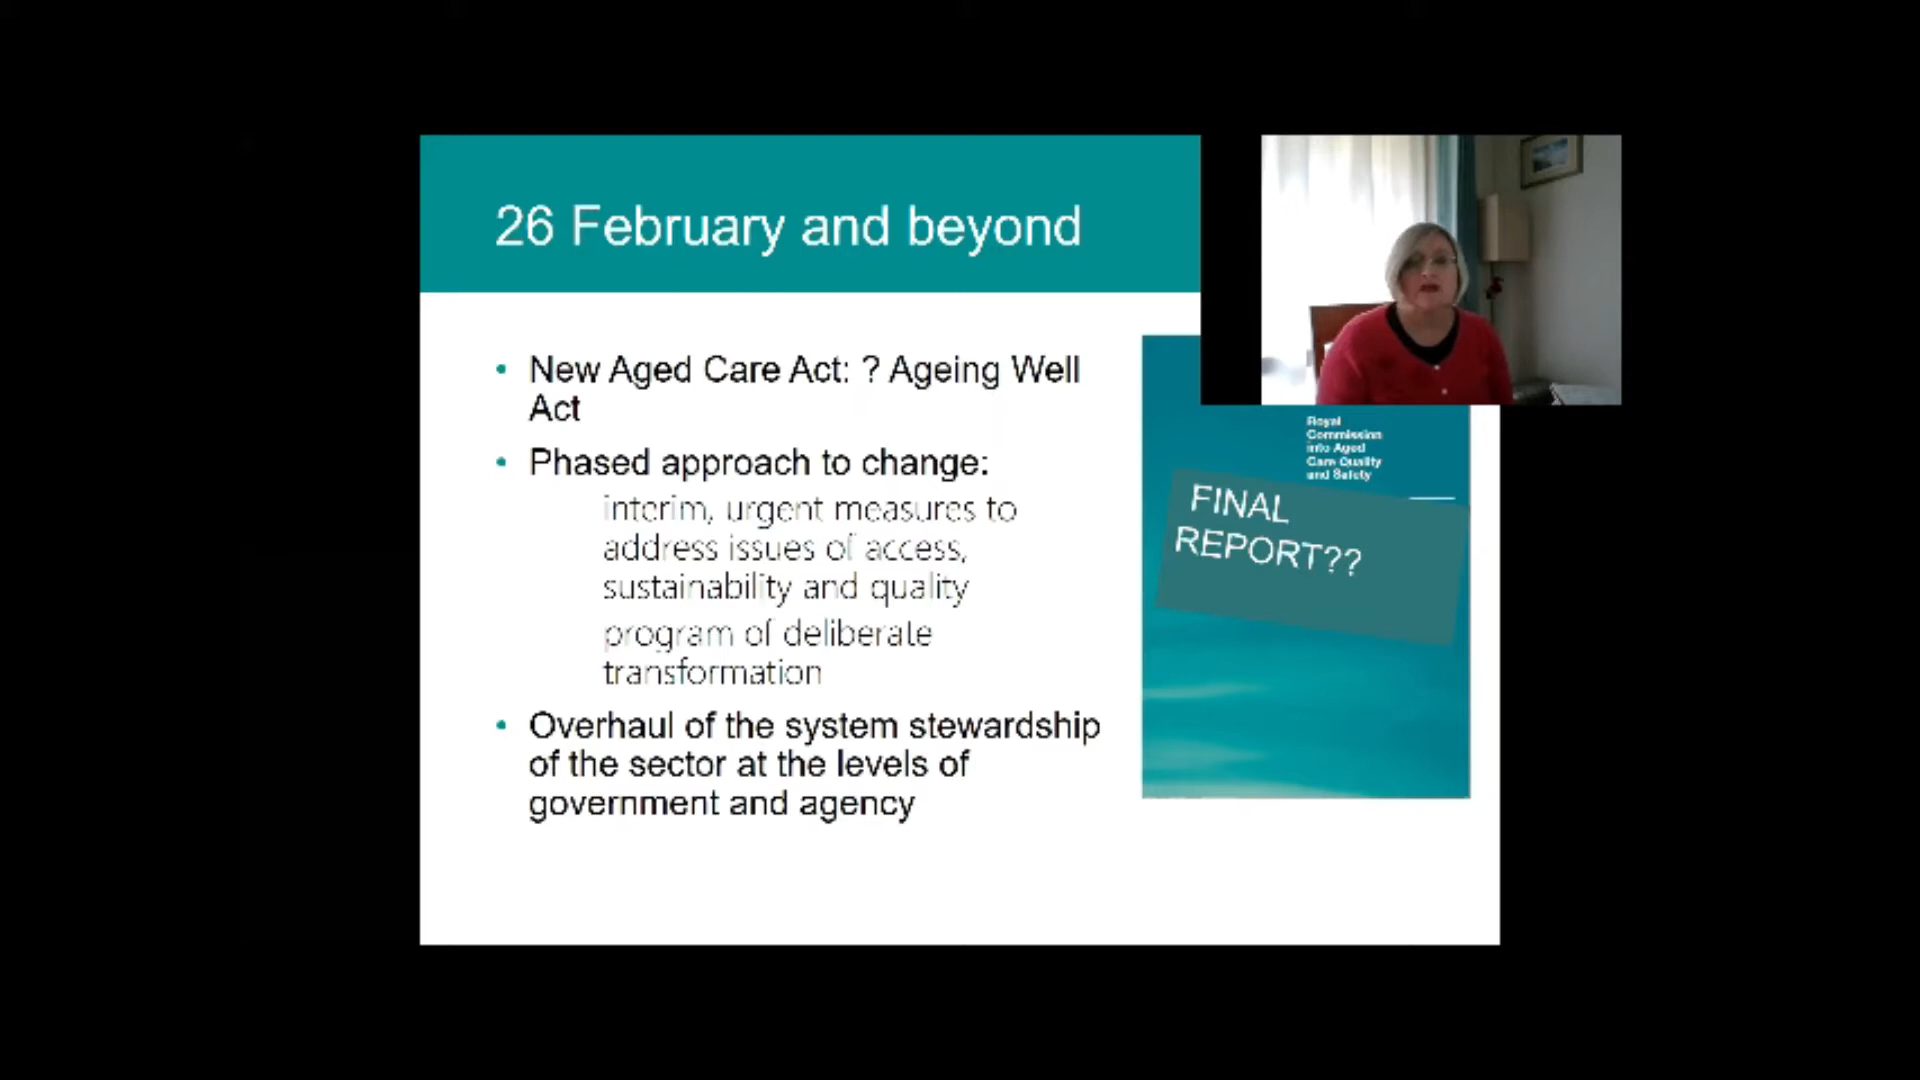 26 February and beyond
• New Aged Care Act: ? Ageing Well
Act
• Phased approach to change:
interim, urgent measures to
address issues of access,
sustainability and quality
program of deliberate
transformation
• Overhaul of the system stewardship
of the sector at the levels of
government and agency
Royal
Commission
into Aged
Care Quality
and Safety
FINAL
REPORT??